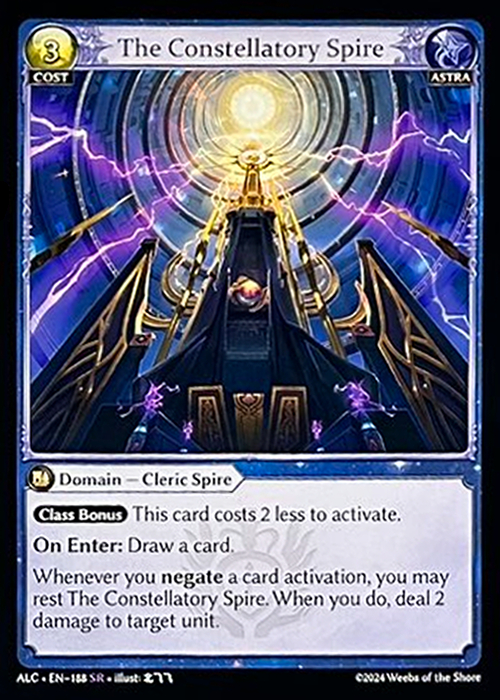 3
COST
The Constellatory Spire
ASTRA
Domain — Cleric Spire
Class Bonus This card costs 2 less to activate.
On Enter: Draw a card.
Whenever you negate a card activation, you may
rest The Constellatory Spire. When you do, deal 2
damage to target unit.
ALC • EN-188 SR • illust:
©2024 Weebs of the Shore